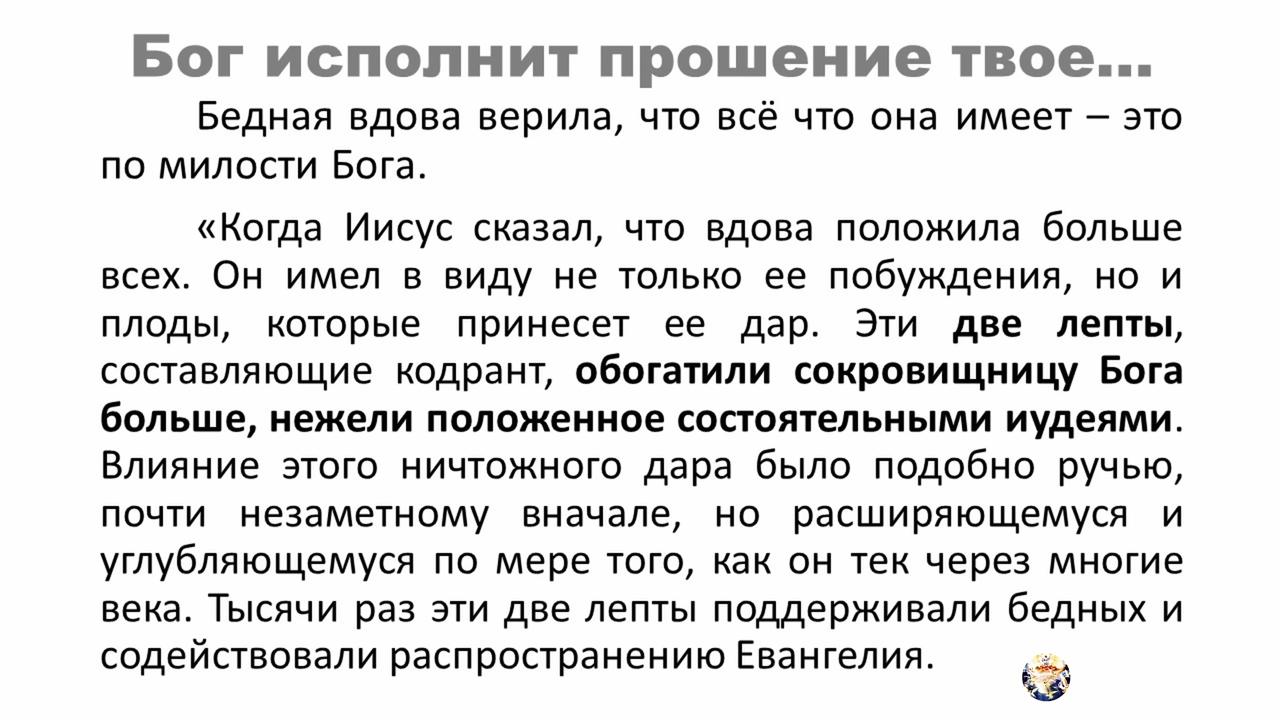 Бог исполнит прошение твое...
Бедная вдова верила, что всё что она имеет – это
по милости Бога.
«Когда Иисус сказал, что вдова положила больше
всех. Он имел в виду не только ее побуждения, но и
плоды, которые принесет ее дар. Эти две лепты,
составляющие кодрант, обогатили сокровищницу Бога
больше, нежели положенное состоятельными иудеями.
Влияние этого ничтожного дара было подобно ручью,
почти незаметному вначале, но расширяющемуся и
углубляющемуся по мере того, как он тек через многие
века. Тысячи раз эти две лепты поддерживали бедных и
содействовали распространению Евангелия.